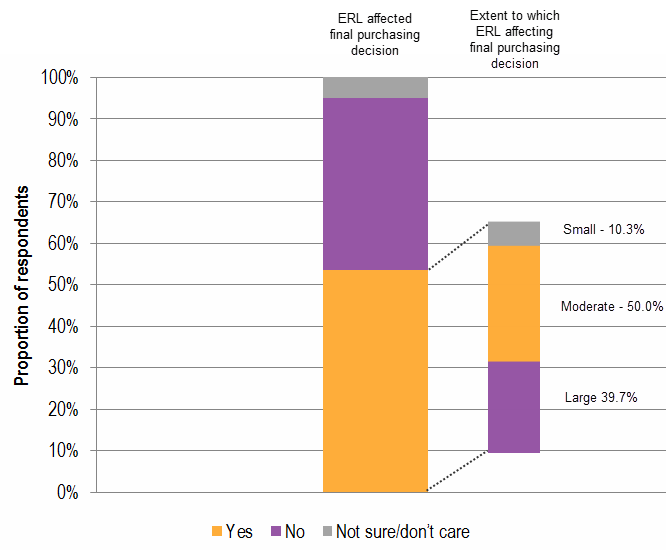 ERL affected
final purchasing
decision
Extent to which
ERL affecting
final purchasing
decision
100%
90%
80%
70%
60%
50%
40%
30%
20%
10%
0%
Proportion of respondents
Small - 10.3%
Moderate - 50.0%
Large 39.7%
Yes
No
Not sure/don't care